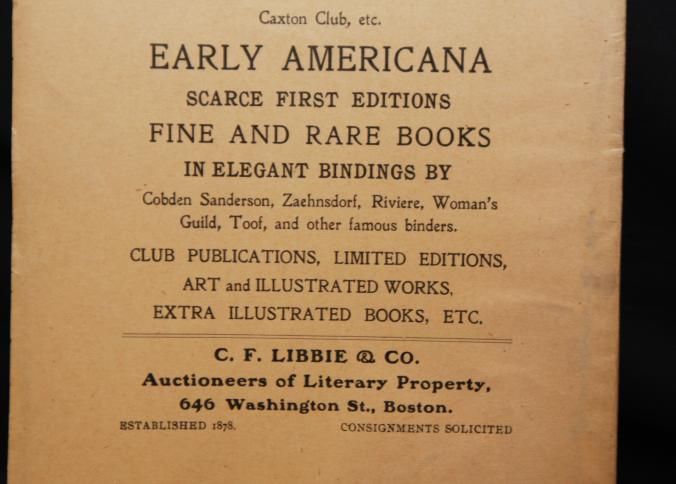 Caxton Club, etc.
EARLY AMERICANA
SCARCE FIRST EDITIONS
FINE AND RARE BOOKS
IN ELEGANT BINDINGS BY
Cobden Sanderson, Zaehnsdorf, Riviere, Woman's
Guild, Toof, and other famous binders.
CLUB PUBLICATIONS, LIMITED EDITIONS,
ART and ILLUSTRATED WORKS,
EXTRA ILLUSTRATED BOOKS, ETC.
C. F. LIBBIE & CO.
Auctioneers of Literary Property,
646 Washington St., Boston.
ESTABLISHED 1878. CONSIGNMENTS SOLICITED